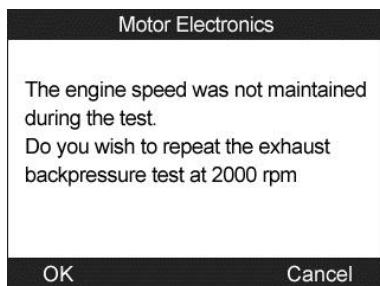 Motor Electronics
The engine speed was not maintained
during the test.
Do you wish to repeat the exhaust
backpressure test at 2000 rpm
OK Cancel